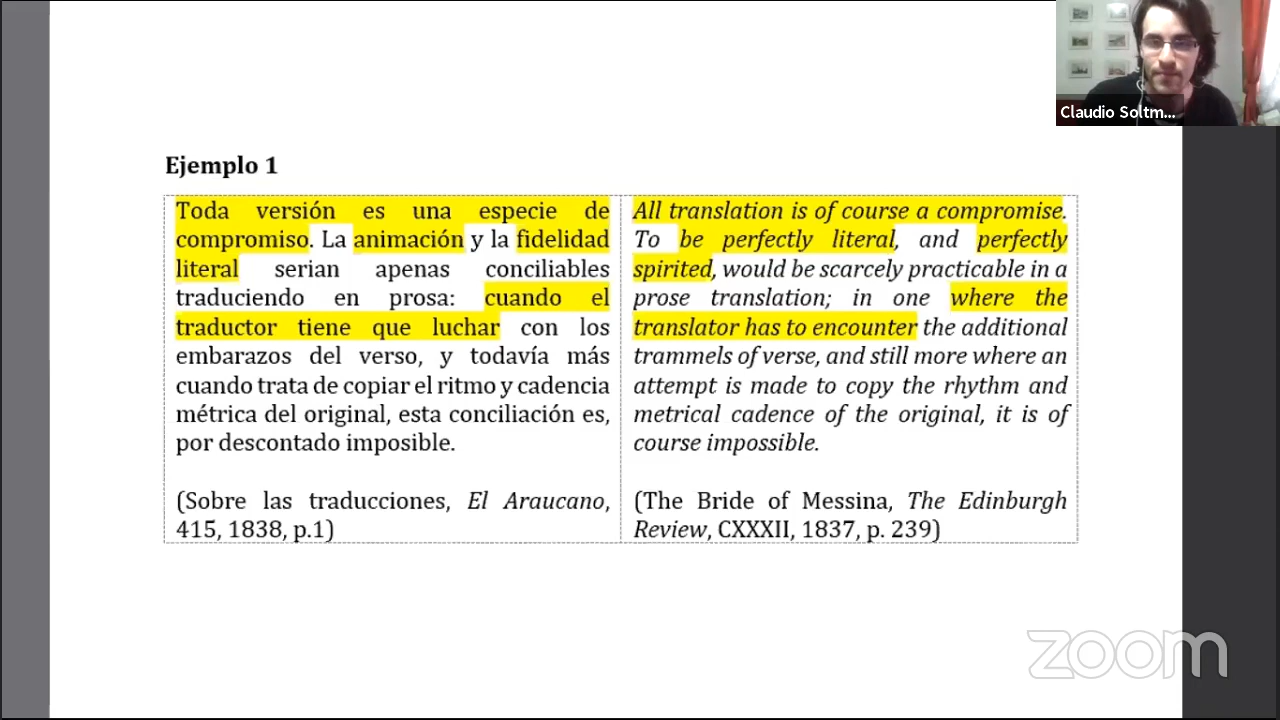 Claudio Soltm...
Ejemplo 1
Toda versión es una especie de
compromiso. La animación y la fidelidad
literal serian apenas conciliables
traduciendo en prosa: cuando el
traductor tiene que luchar con los
embarazos del verso, y todavía más
cuando trata de copiar el ritmo y cadencia
métrica del original, esta conciliación es,
por descontado imposible.
(Sobre las traducciones, El Araucano,
415, 1838, p.1)
All translation is of course a compromise.
To be perfectly literal, and perfectly
spirited, would be scarcely practicable in a
prose translation; in one where the
translator has to encounter the additional
trammels of verse, and still more where an
attempt is made to copy the rhythm and
metrical cadence of the original, it is of
course impossible.
(The Bride of Messina, The Edinburgh
Review, CXXXII, 1837, p. 239)
zoom